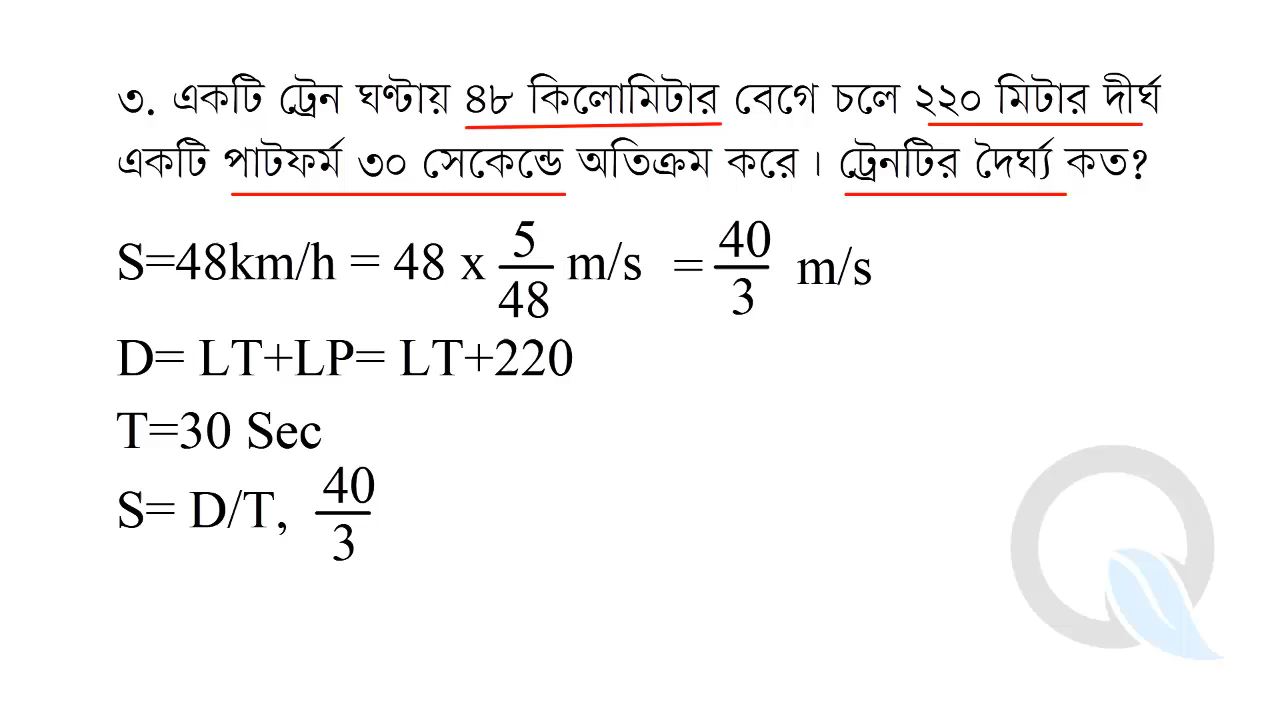 ৩. একটি ট্রেন ঘণ্টায় ৪৮ কিলোমিটার বেগে চলে ২২০ মিটার দীর্ঘ
একটি পাটফর্ম ৩০ সেকেন্ডে অতিক্রম করে। ট্রেনটির দৈর্ঘ্য কত?
S=48km/h = 48 x 5/48 m/s = 40/3 m/s
D= LT+LP= LT+220
T=30 Sec
S= D/T, 40/3